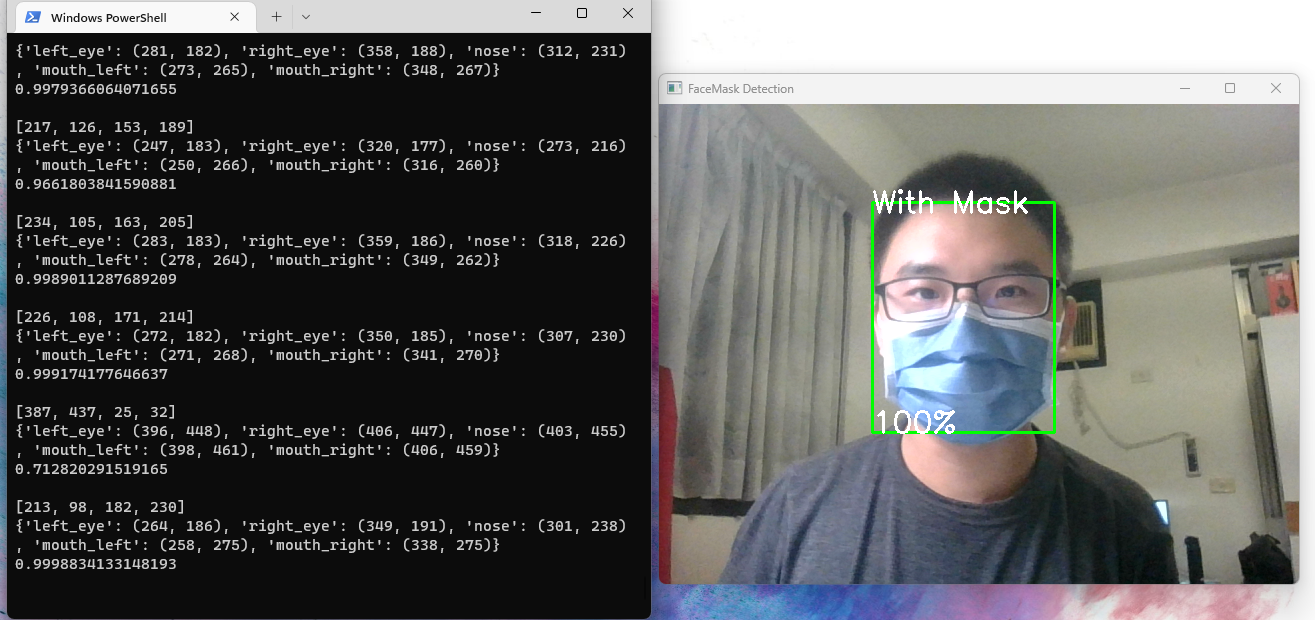 Windows PowerShell
{'left_eye': (281, 182), 'right_eye': (358, 188), 'nose': (312, 231)
, 'mouth_left': (273, 265), 'mouth_right': (348, 267)}
0.9979366064071655
[217, 126, 153, 189]
{'left_eye': (247, 183), 'right_eye': (320, 177), 'nose': (273, 216)
, 'mouth_left': (250, 266), 'mouth_right': (316, 260)}
0.9661803841590881
[234, 105, 163, 205]
{'left_eye': (283, 183), 'right_eye': (359, 186), 'nose': (318, 226)
, 'mouth_left': (278, 264), 'mouth_right': (349, 262)}
0.9989011287689209
[226, 108, 171, 214]
{'left_eye': (272, 182), 'right_eye': (350, 185), 'nose': (307, 230)
, 'mouth_left': (271, 268), 'mouth_right': (341, 270)}
0.999174177646637
[387, 437, 25, 32]
{'left_eye': (396, 448), 'right_eye': (406, 447), 'nose': (403, 455)
, 'mouth_left': (398, 461), 'mouth_right': (406, 459)}
0.712820291519165
[213, 98, 182, 230]
{'left_eye': (264, 186), 'right_eye': (349, 191), 'nose': (301, 238)
, 'mouth_left': (258, 275), 'mouth_right': (338, 275)}
0.9998834133148193
FaceMask Detection
With Mask
100%